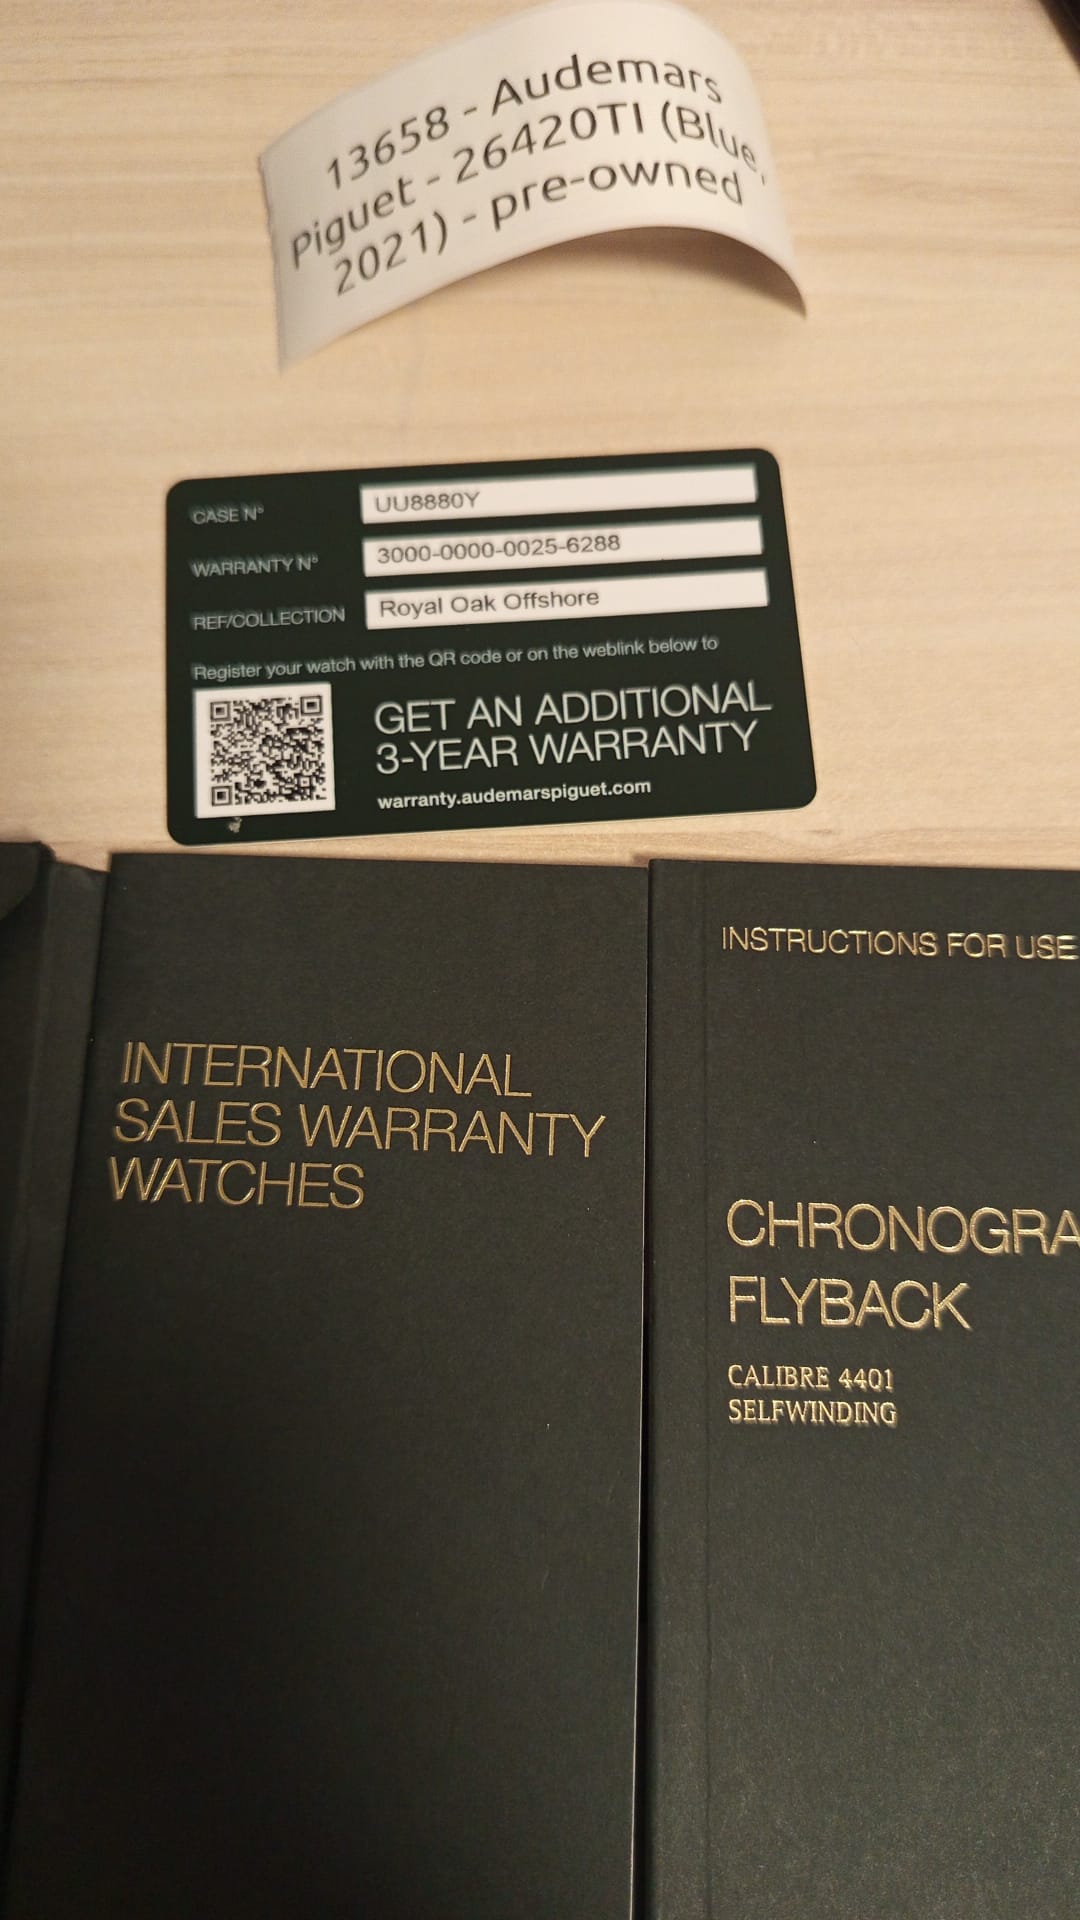 13658 - Audemars
Piguet - 26420TI (Blue,
2021) - pre-owned
CASE N° UU8880Y
WARRANTY N° 3000-0000-0025-6288
REF/COLLECTION Royal Oak Offshore
Register your watch with the QR code or on the weblink below to
GET AN ADDITIONAL
3-YEAR WARRANTY
warranty.audemarspiguet.com
INTERNATIONAL
SALES WARRANTY
WATCHES
INSTRUCTIONS FOR USE
CHRONOGRA
FLYBACK
CALIBRE 4401
SELFWINDING